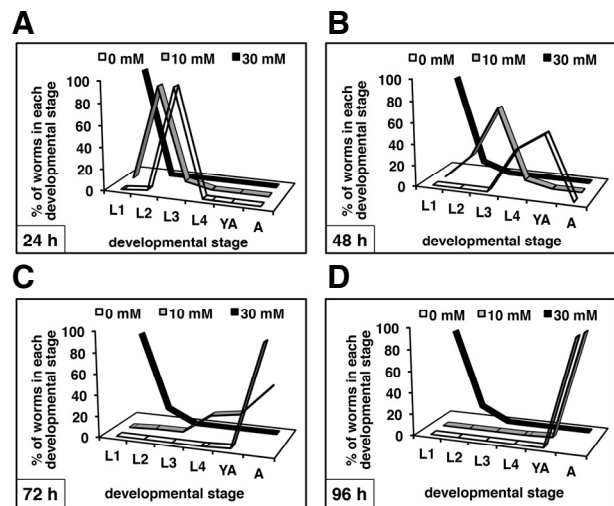 A
□0 mM ■10 mM ■30 mM
% of worms in each
developmental stage
100
80
60
40
20
0
L1 L2 L3 L4 YA A
developmental stage
24 h
B
□0 mM ■10 mM ■30 mM
% of worms in each
developmental stage
100
80
60
40
20
0
L1 L2 L3 L4 YA A
developmental stage
48 h
C
□0 mM ■10 mM ■30 mM
% of worms in each
developmental stage
100
80
60
40
20
0
L1 L2 L3 L4 YA A
developmental stage
72 h
D
□0 mM ■10 mM ■30 mM
% of worms in each
developmental stage
100
80
60
40
20
0
L1 L2 L3 L4 YA A
developmental stage
96 h